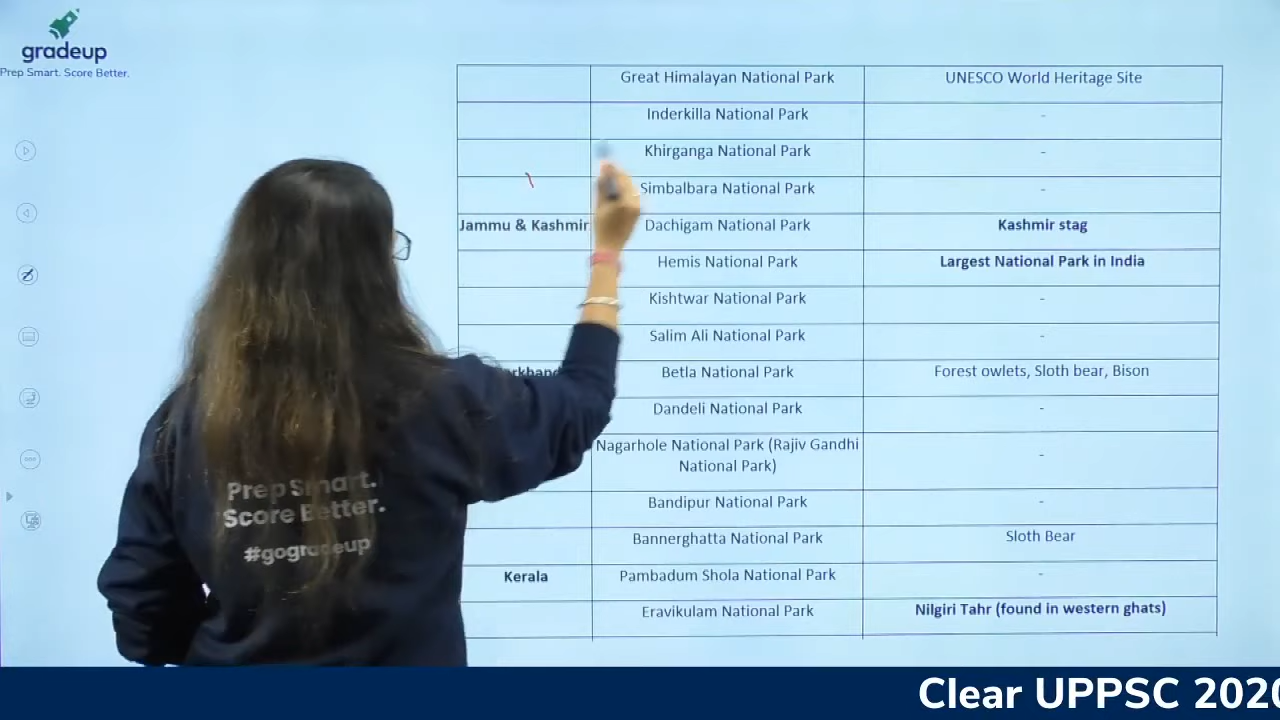 gradeup
Prep Smart. Score Better.
Great Himalayan National Park UNESCO World Heritage Site
Inderkilla National Park -
Khirganga National Park -
Simbalbara National Park -
Jammu & Kashmir Dachigam National Park Kashmir stag
Hemis National Park Largest National Park in India
Kishtwar National Park -
Salim Ali National Park -
Betla National Park Forest owlets, Sloth bear, Bison
Dandeli National Park -
Nagarhole National Park (Rajiv Gandhi
National Park) -
Bandipur National Park -
Bannerghatta National Park Sloth Bear
Kerala Pambadum Shola National Park -
Eravikulam National Park Nilgiri Tahr (found in western ghats)
Prep Smart.
Score Better.
#gogradeup
Clear UPPSC 2020